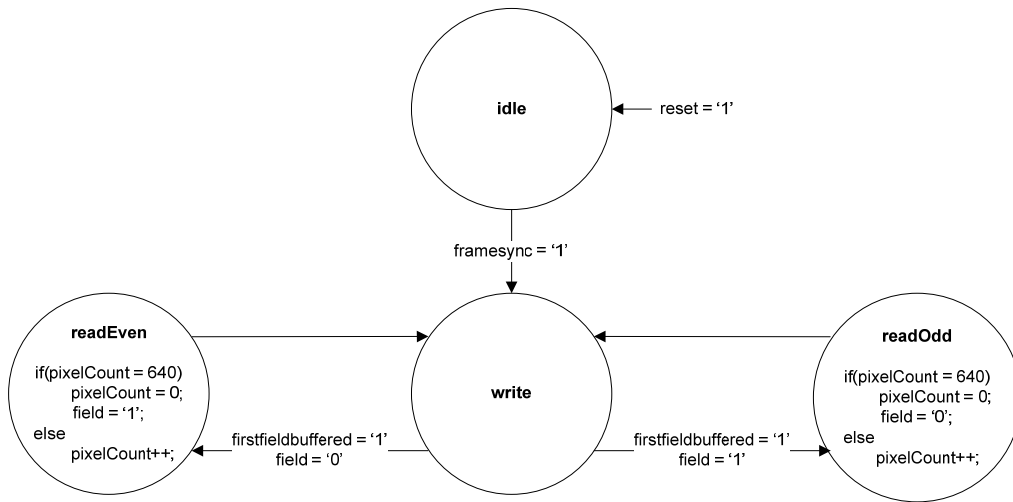 idle
reset = ‘1’
framesync = ‘1’
readEven
if(pixelCount = 640)
pixelCount = 0;
field = ‘1’;
else
pixelCount++;
write
firstfieldbuffered = ‘1’
field = ‘0’
firstfieldbuffered = ‘1’
field = ‘1’
readOdd
if(pixelCount = 640)
pixelCount = 0;
field = ‘0’;
else
pixelCount++;